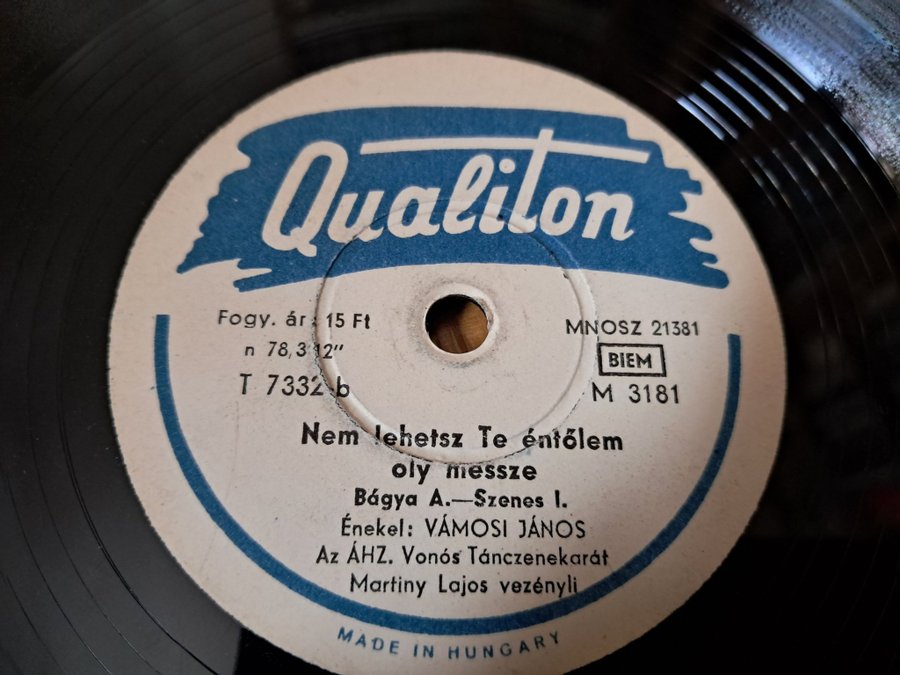 Qualiton
Fogy. ár: 15 Ft
n 78,3 12"
T 7332 b
MNOSZ 21381
BIEM
M 3181
Nem lehetsz Te éntőlem
oly messze
Bágya A.—Szenes I.
Énekel: VÁMOSI JÁNOS
Az ÁHZ. Vonós Tánczenekarát
Martiny Lajos vezényli
MADE IN HUNGARY